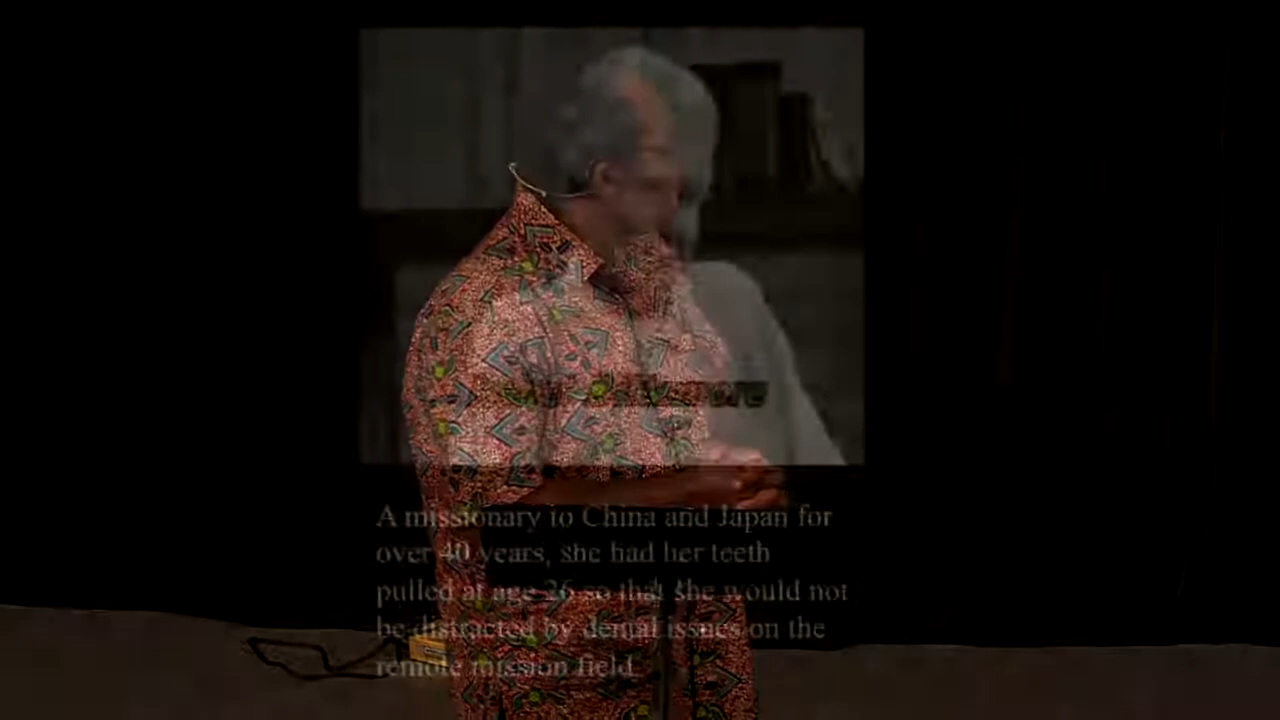 A missionary to China and Japan for
over 40 years, she had her teeth
pulled at age 26 so that she would not
be distracted by dental issues on the
remote mission field